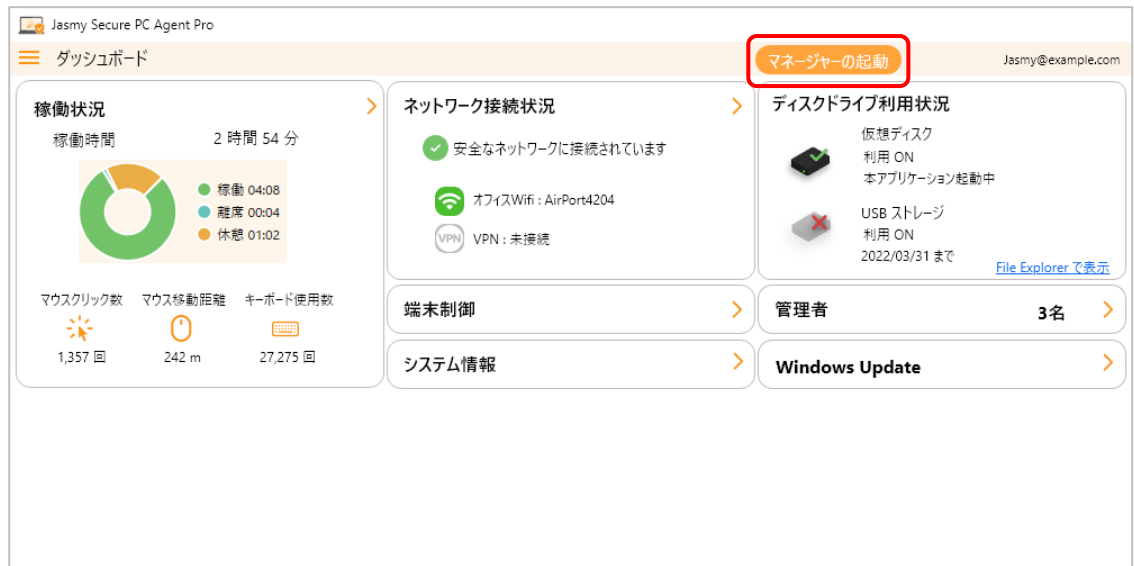 Jasmy Secure PC Agent Pro
ダッシュボード
マネージャーの起動
Jasmy@example.com
稼働状況
稼働時間 2 時間 54 分
稼働 04:08
離席 00:04
休憩 01:02
マウスクリック数 マウス移動距離 キーボード使用数
1,357 回 242 m 27,275 回
ネットワーク接続状況
安全なネットワークに接続されています
オフィスWifi : AirPort4204
VPN VPN : 未接続
ディスクドライブ利用状況
仮想ディスク
利用 ON
本アプリケーション起動中
USB ストレージ
利用 ON
2022/03/31 まで
File Explorer で表示
端末制御
管理者 3名
システム情報
Windows Update